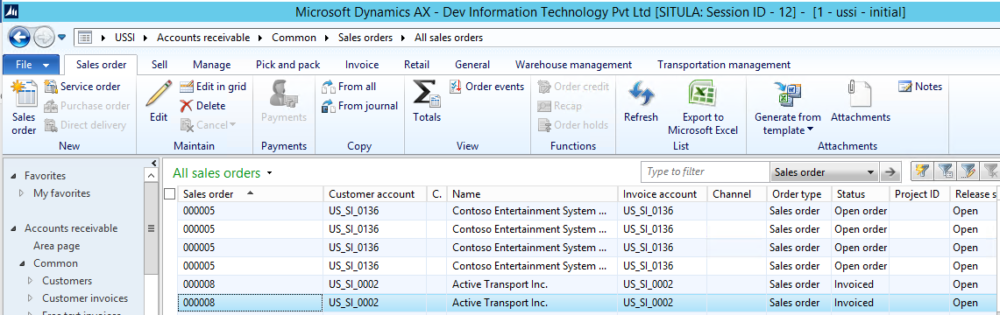 Microsoft Dynamics AX - Dev Information Technology Pvt Ltd [SITULA: Session ID - 12] - [1 - ussi - initial]
USSI Accounts receivable Common Sales orders All sales orders
File Sales order Sell Manage Pick and pack Invoice Retail General Warehouse management Transportation management
Sales order
Service order
Purchase order
Direct delivery
New
Edit
Edit in grid
Delete
Cancel
Maintain
Payments
Payments
From all
From journal
Copy
Totals
Order events
View
Order credit
Recap
Order holds
Functions
Refresh
Export to
Microsoft Excel
List
Generate from
template
Attachments
Notes
Attachments
Favorites
My favorites
Accounts receivable
Area page
Common
Customers
Customer invoices
Free text invoices
All sales orders
Type to filter Sales order
Sales order Customer account C. Name Invoice account Channel Order type Status Project ID Release s
000005 US_SI_0136 Contoso Entertainment System ... US_SI_0136 Sales order Open order Open
000005 US_SI_0136 Contoso Entertainment System ... US_SI_0136 Sales order Open order Open
000005 US_SI_0136 Contoso Entertainment System ... US_SI_0136 Sales order Open order Open
000005 US_SI_0136 Contoso Entertainment System ... US_SI_0136 Sales order Open order Open
000008 US_SI_0002 Active Transport Inc. US_SI_0002 Sales order Invoiced Open
000008 US_SI_0002 Active Transport Inc. US_SI_0002 Sales order Invoiced Open